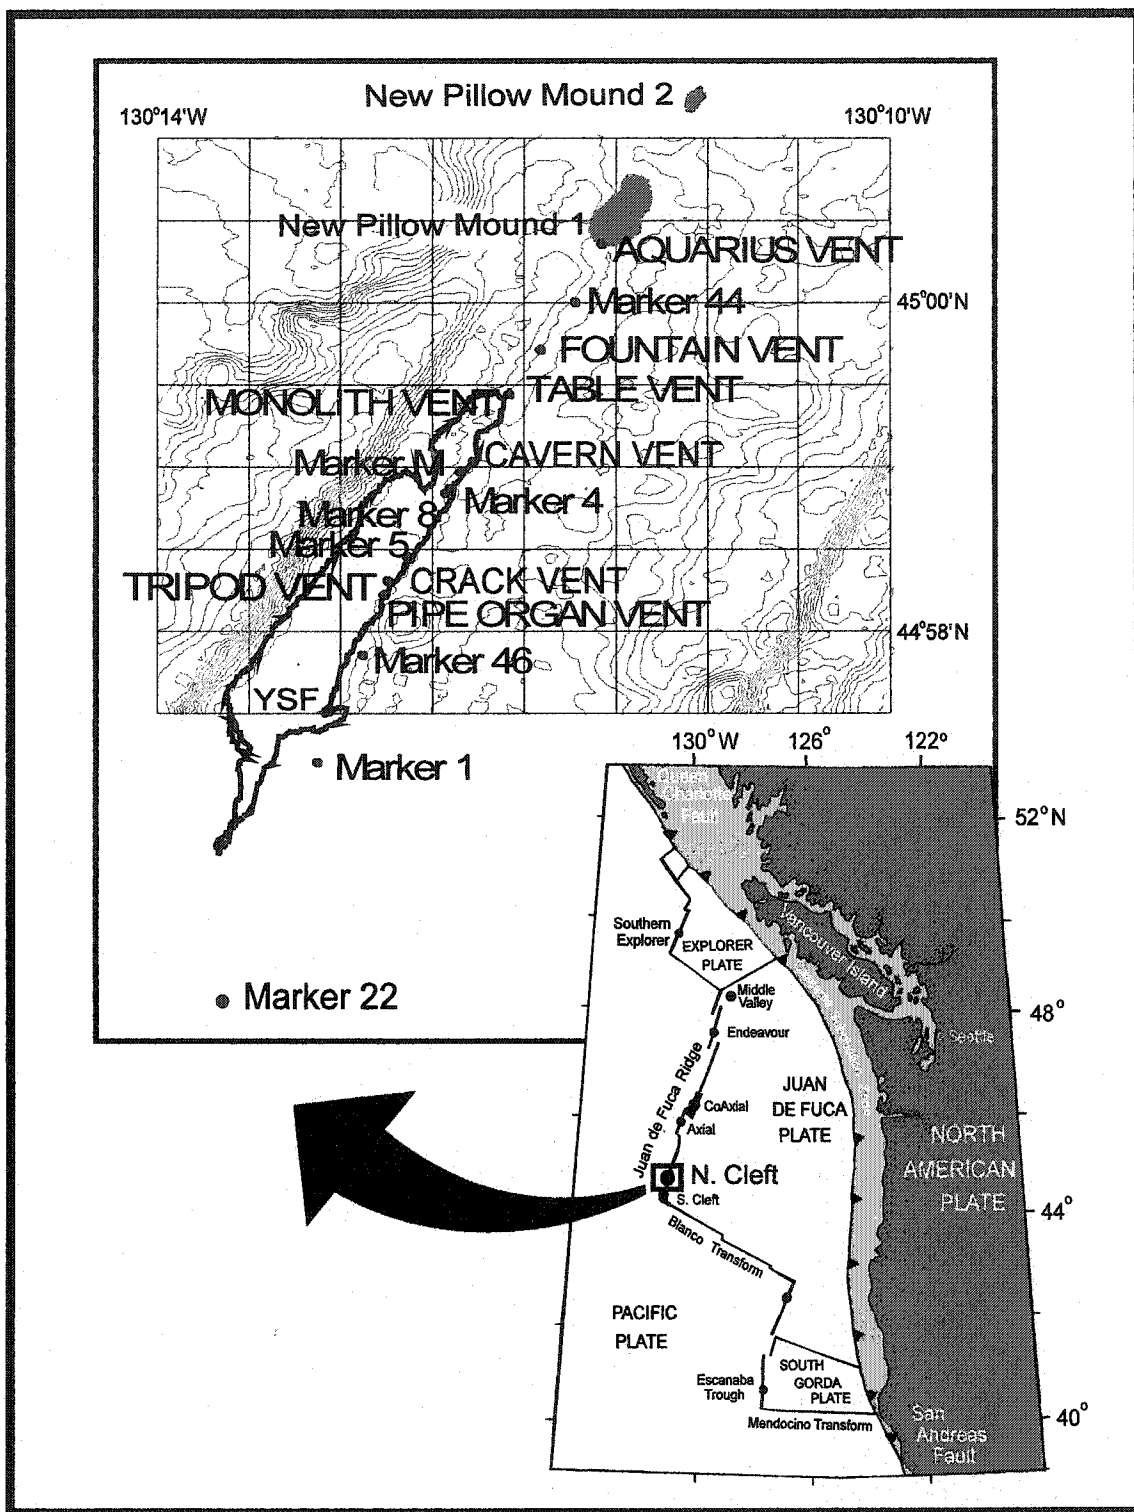 New Pillow Mound 2
130°14'W
130°10'W
New Pillow Mound 1
AQUARIUS VENT
Marker 44
45°00'N
FOUNTAIN VENT
TABLE VENT
MONOLITH VENT
CAVERN VENT
Marker M
Marker 4
Marker 8
Marker 5
TRIPOD VENT
CRACK VENT
PIPE ORGAN VENT
44°58'N
Marker 46
YSF
Marker 1
Marker 22
130°W
126°
122°
Queen
Charlotte
Fault
52°N
Southern
Explorer
EXPLORER
PLATE
Vancouver Island
Middle
Valley
48°
Endeavour
Seattle
Juan de Fuca Ridge
CoAxial
Axial
JUAN
DE FUCA
PLATE
NORTH
AMERICAN
PLATE
N. Cleft
S. Cleft
44°
Blanco Transform
PACIFIC
PLATE
SOUTH
GORDA
PLATE
Escanaba
Trough
Mendocino Transform
40°
San
Andreas
Fault